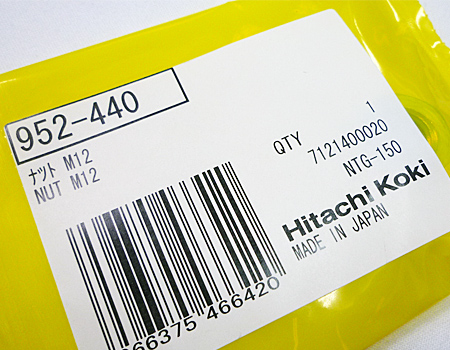 952-440
ﾅｯﾄ M12
NUT M12
QTY 1
7121400020
NTG-150
Hitachi Koki
MADE IN JAPAN
66375 466420